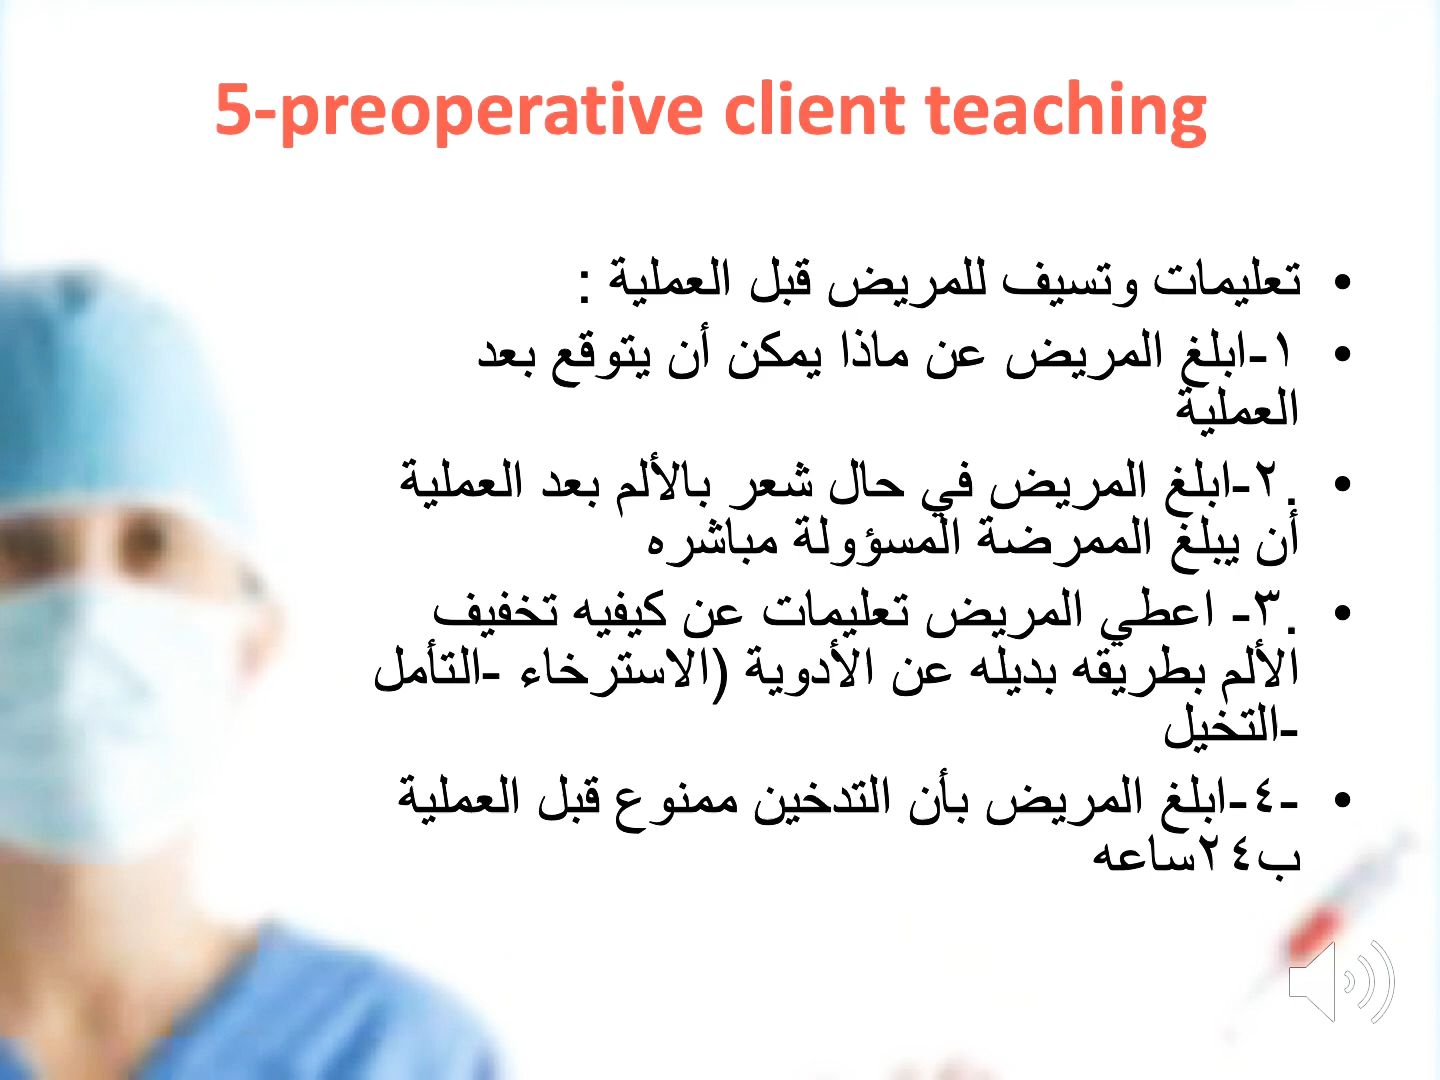 5-preoperative client teaching
• تعليمات وتسيف للمريض قبل العملية :
• ١-ابلغ المريض عن ماذا يمكن أن يتوقع بعد
العملية
• .٢-ابلغ المريض في حال شعر بالألم بعد العملية
أن يبلغ الممرضة المسؤولة مباشره
• .٣- اعطي المريض تعليمات عن كيفيه تخفيف
الألم بطريقه بديله عن الأدوية (الاسترخاء -التأمل
-التخيل
• -٤-ابلغ المريض بأن التدخين ممنوع قبل العملية
ب٢٤ساعه